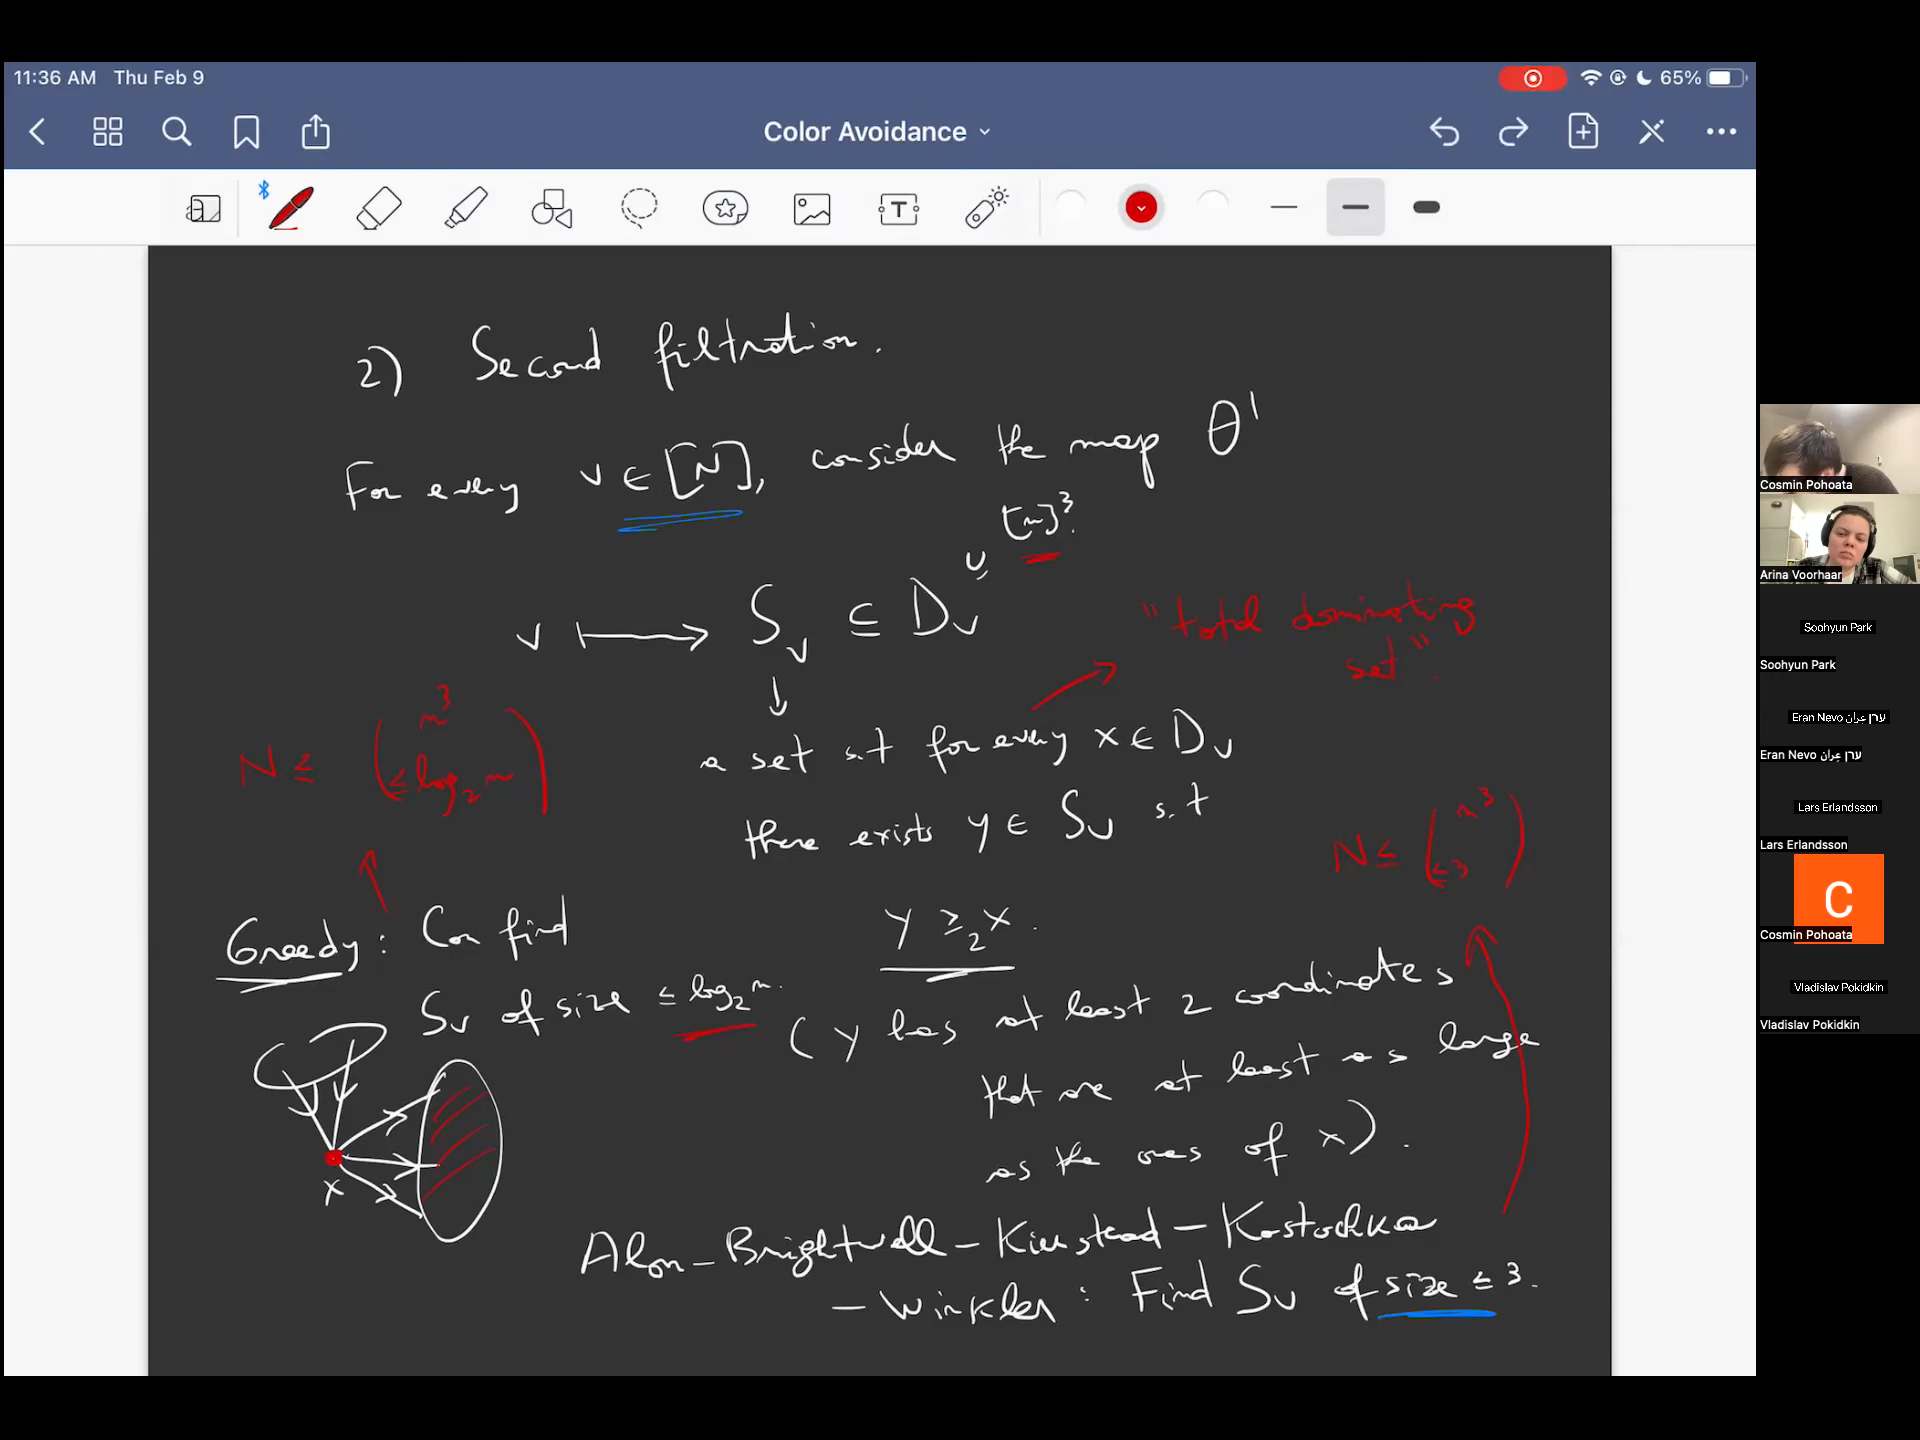 11:36 AM Thu Feb 9
65%
Color Avoidance
2) Second filtration.
For every v ∈ [N], consider the map θ'
[n]³.
∪
v ⟼ S_v ⊆ D_v
"total dominating
set".
↓
a set s.t for every x ∈ D_v
there exists y ∈ S_v s.t
y ≥₂ x.
(y has at least 2 coordinates
that are at least as large
as the ones of x).
N ≤ (n³ ≤ log₂ n)
N ≤ (n³ ≤ 3)
Greedy: Can find
S_v of size ≤ log₂ n.
x
Alon – Brightwell – Kierstead – Kostochka
– Winkler: Find S_v of size ≤ 3.
Cosmin Pohoata
Arina Voorhaar
Soohyun Park
Soohyun Park
Eran Nevo ערן عران
Eran Nevo ערן عران
Lars Erlandsson
Lars Erlandsson
C
Cosmin Pohoata
Vladislav Pokidkin
Vladislav Pokidkin